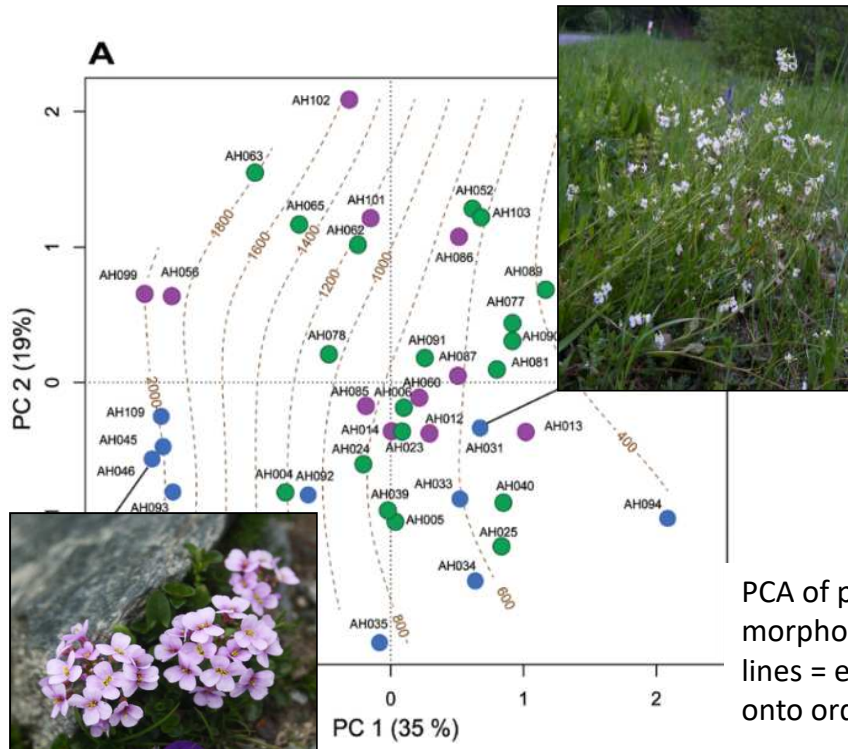 A
2
AH102
AH063
1800
AH052
AH065
AH101
1600
1400
AH103
AH062
1
1000
AH086
AH099
AH056
1200
AH089
AH077
AH078
AH091
AH090
AH087
AH081
PC 2 (19%)
0
AH060
2000
AH085
AH006
AH109
AH014
AH012
AH031
AH013
AH045
AH023
400
AH046
AH024
AH004
AH092
AH033
AH040
AH094
AH093
AH039
AH005
AH025
AH034
600
800
AH035
0
1
2
PC 1 (35 %)
PCA of p
morpho
lines = e
onto ord